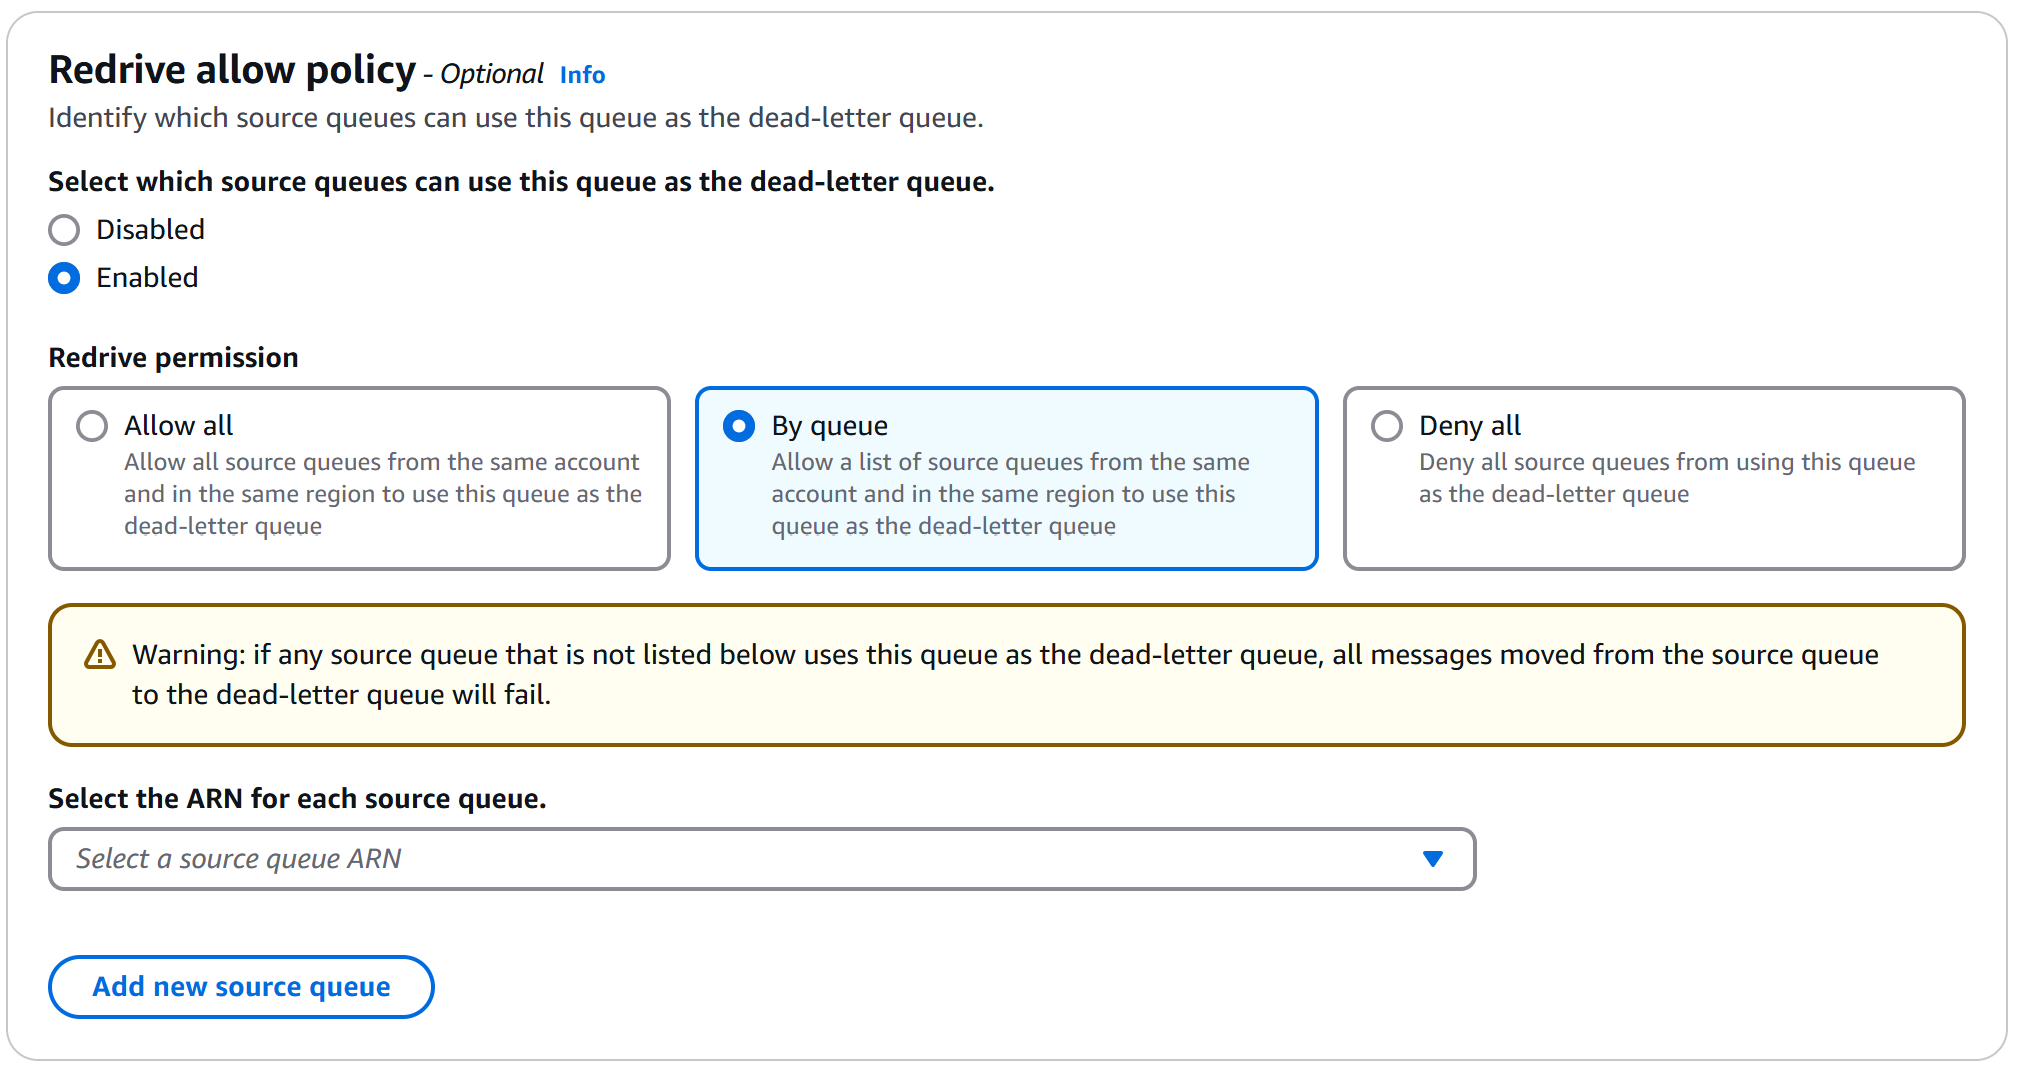 Redrive allow policy - Optional Info
Identify which source queues can use this queue as the dead-letter queue.
Select which source queues can use this queue as the dead-letter queue.
Disabled
Enabled
Redrive permission
Allow all
Allow all source queues from the same account
and in the same region to use this queue as the
dead-letter queue
By queue
Allow a list of source queues from the same
account and in the same region to use this
queue as the dead-letter queue
Deny all
Deny all source queues from using this queue
as the dead-letter queue
Warning: if any source queue that is not listed below uses this queue as the dead-letter queue, all messages moved from the source queue
to the dead-letter queue will fail.
Select the ARN for each source queue.
Select a source queue ARN
Add new source queue